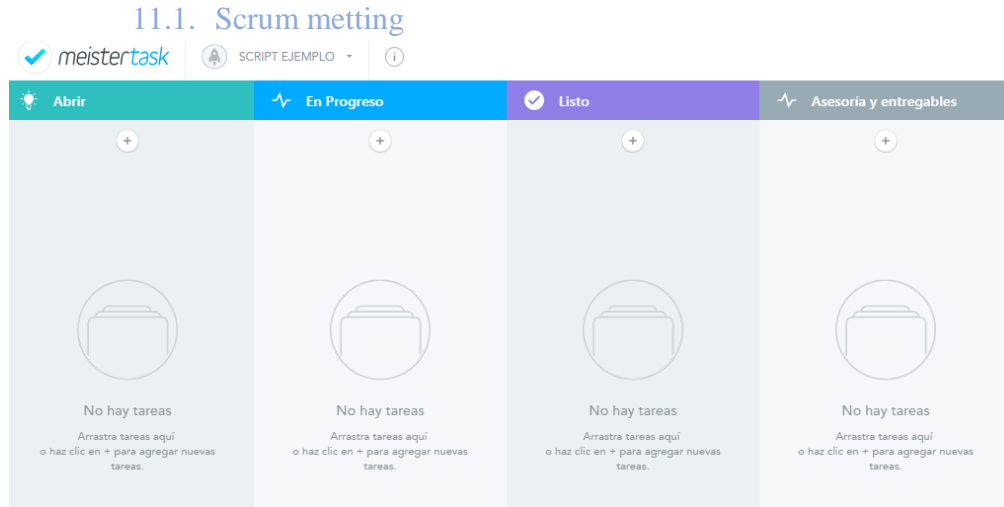 11.1. Scrum metting
meistertask SCRIPT EJEMPLO i
Abrir En Progreso Listo Asesoría y entregables
+ + + +
No hay tareas No hay tareas No hay tareas No hay tareas
Arrastra tareas aquí Arrastra tareas aquí Arrastra tareas aquí Arrastra tareas aquí
o haz clic en + para agregar nuevas o haz clic en + para agregar nuevas o haz clic en + para agregar nuevas o haz clic en + para agregar nuevas
tareas. tareas. tareas. tareas.